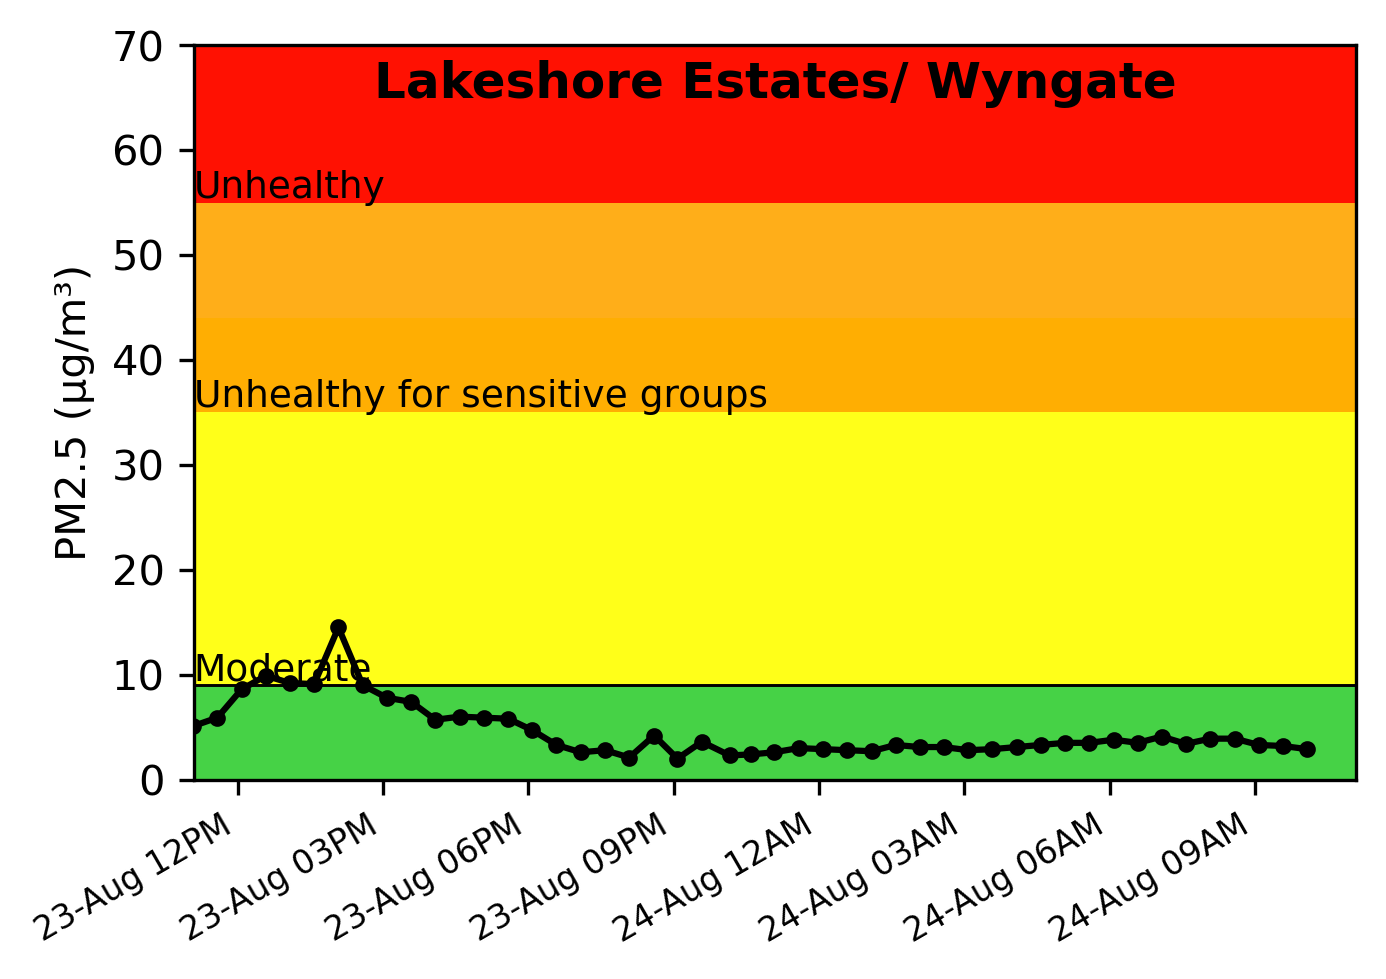 Lakeshore Estates/ Wyngate
PM2.5 (µg/m³)
70
60
50
40
30
20
10
0
Unhealthy
Unhealthy for sensitive groups
Moderate
23-Aug 12PM
23-Aug 03PM
23-Aug 06PM
23-Aug 09PM
24-Aug 12AM
24-Aug 03AM
24-Aug 06AM
24-Aug 09AM